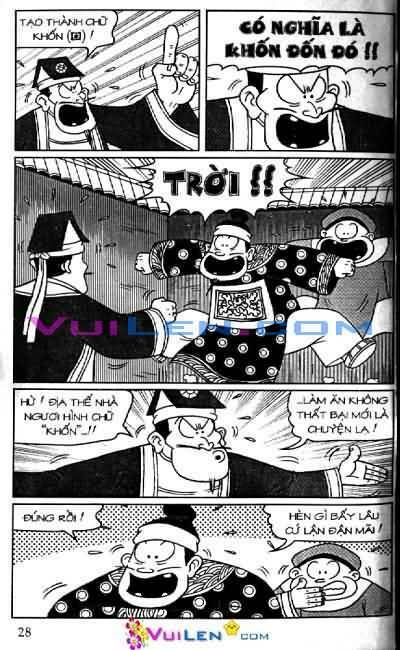 TẠO THÀNH CHỮ
KHỐN (困) !
CÓ NGHĨA LÀ
KHỐN ĐỐN ĐÓ !!
TRỜI !!
VuiLen.com
HỪ ! ĐỊA THẾ NHÀ
NGƯƠI HÌNH CHỮ
"KHỐN"...!!
...LÀM ĂN KHÔNG
THẤT BẠI MỚI LÀ
CHUYỆN LẠ !
ĐÚNG RỒI !
HÈN GÌ BẤY LÂU
CỨ LẬN ĐẬN MÃI !
28
VuiLen.com